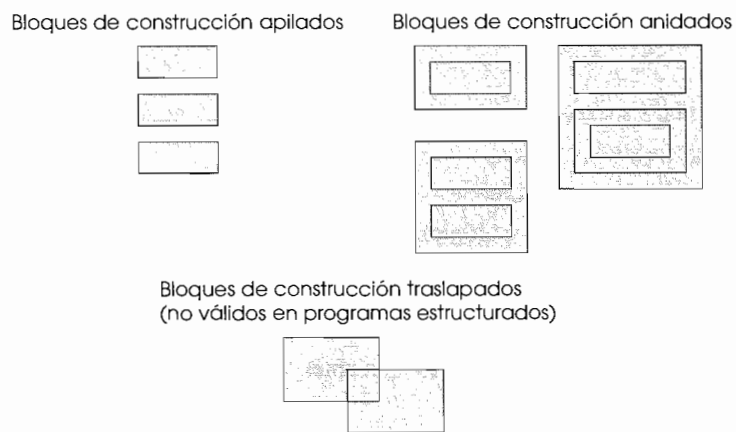 Bloques de construcción apilados
Bloques de construcción anidados
Bloques de construcción traslapados
(no válidos en programas estructurados)